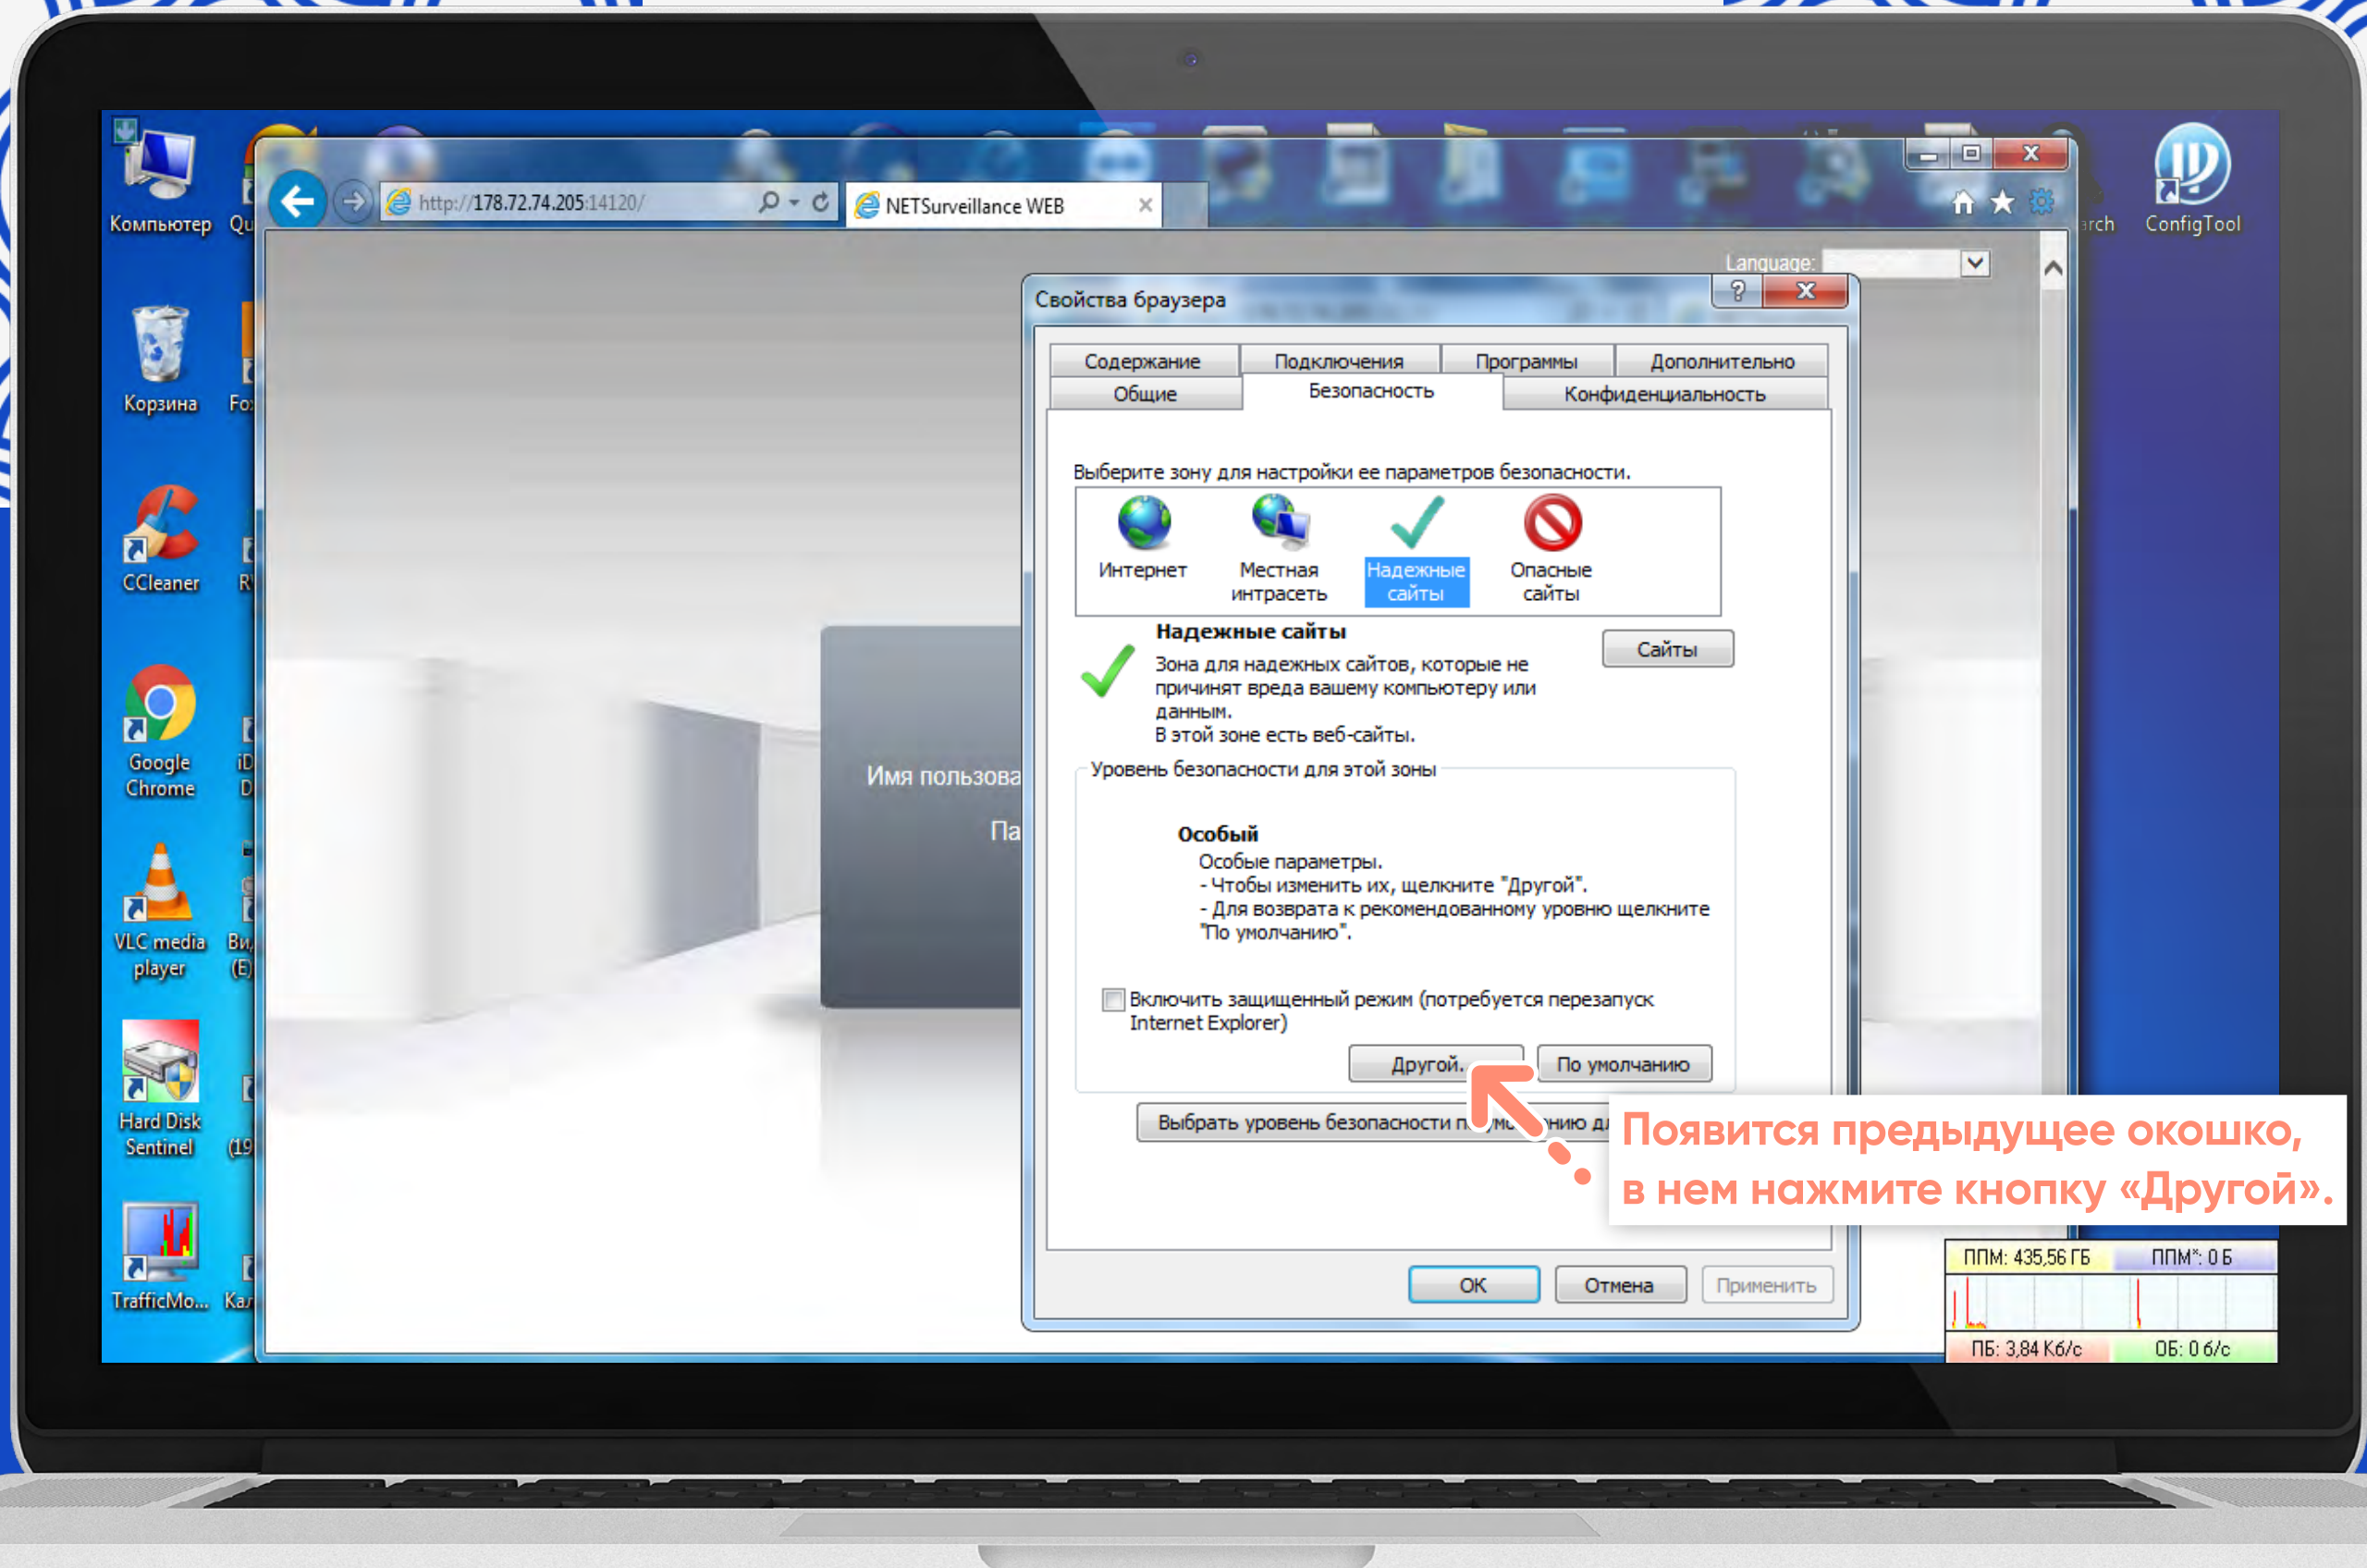 Компьютер
Корзина
CCleaner
Google
Chrome
VLC media
player
Hard Disk
Sentinel
TrafficMo...
ConfigTool
http://178.72.74.205:14120/
NETSurveillance WEB
Language:
Свойства браузера
Содержание
Подключения
Программы
Дополнительно
Общие
Безопасность
Конфиденциальность
Выберите зону для настройки ее параметров безопасности.
Интернет
Местная
интрасеть
Надежные
сайты
Опасные
сайты
Надежные сайты
Сайты
Зона для надежных сайтов, которые не
причинят вреда вашему компьютеру или
данным.
В этой зоне есть веб-сайты.
Уровень безопасности для этой зоны
Особый
Особые параметры.
- Чтобы изменить их, щелкните "Другой".
- Для возврата к рекомендованному уровню щелкните
"По умолчанию".
Включить защищенный режим (потребуется перезапуск
Internet Explorer)
Другой.
По умолчанию
Выбрать уровень безопасности
OK
Отмена
Применить
Имя
Появится предыдущее окошко,
в нем нажмите кнопку «Другой».
ППМ: 435,56 ГБ
ППМ*: 0 Б
ПБ: 3,84 Кб/с
ОБ: 0 б/с